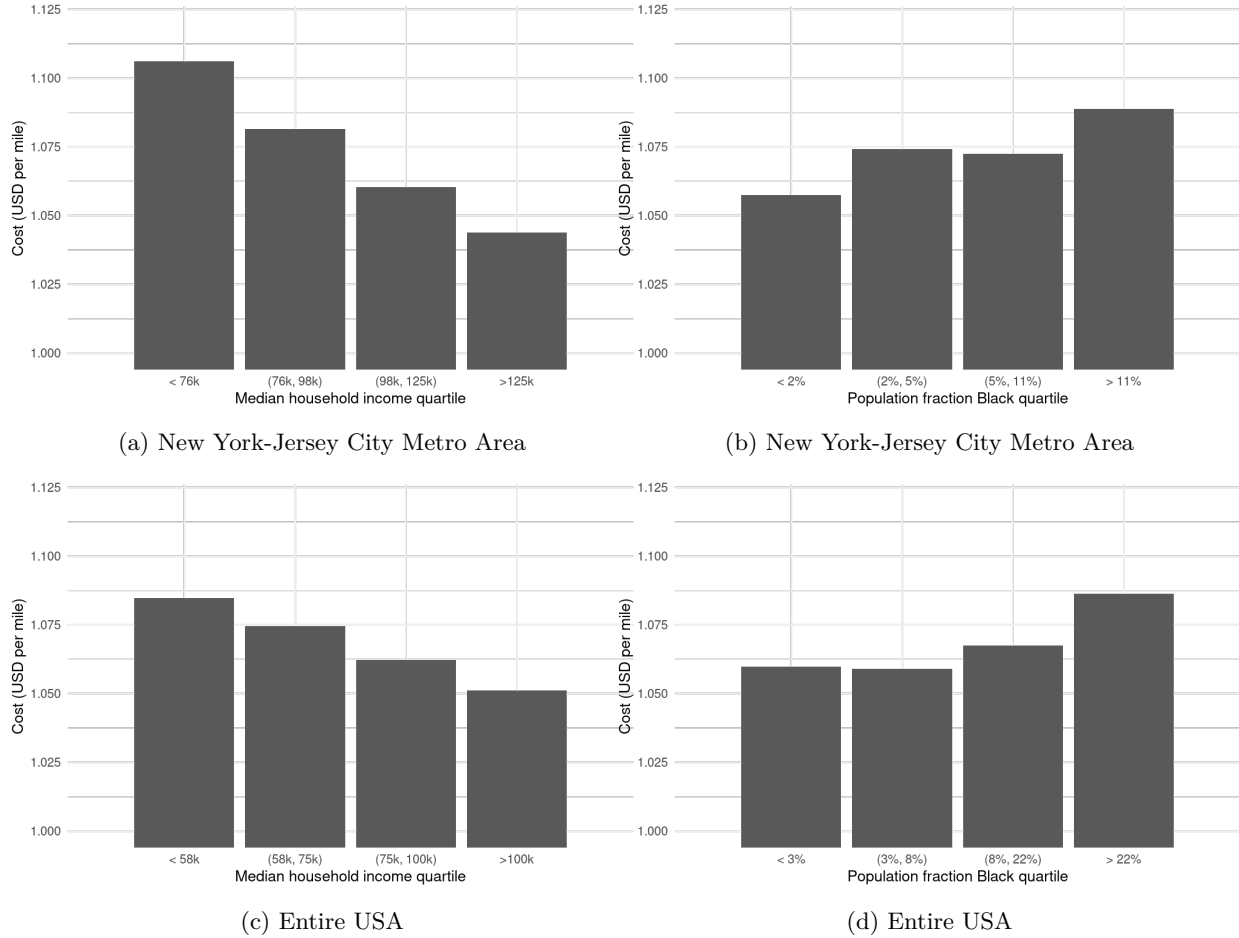 1.125
1.100
1.075
1.050
1.025
1.000
Cost (USD per mile)
< 76k
(76k, 98k)
(98k, 125k)
>125k
Median household income quartile
(a) New York-Jersey City Metro Area
1.125
1.100
1.075
1.050
1.025
1.000
Cost (USD per mile)
< 2%
(2%, 5%)
(5%, 11%)
> 11%
Population fraction Black quartile
(b) New York-Jersey City Metro Area
1.125
1.100
1.075
1.050
1.025
1.000
Cost (USD per mile)
< 58k
(58k, 75k)
(75k, 100k)
>100k
Median household income quartile
(c) Entire USA
1.125
1.100
1.075
1.050
1.025
1.000
Cost (USD per mile)
< 3%
(3%, 8%)
(8%, 22%)
> 22%
Population fraction Black quartile
(d) Entire USA